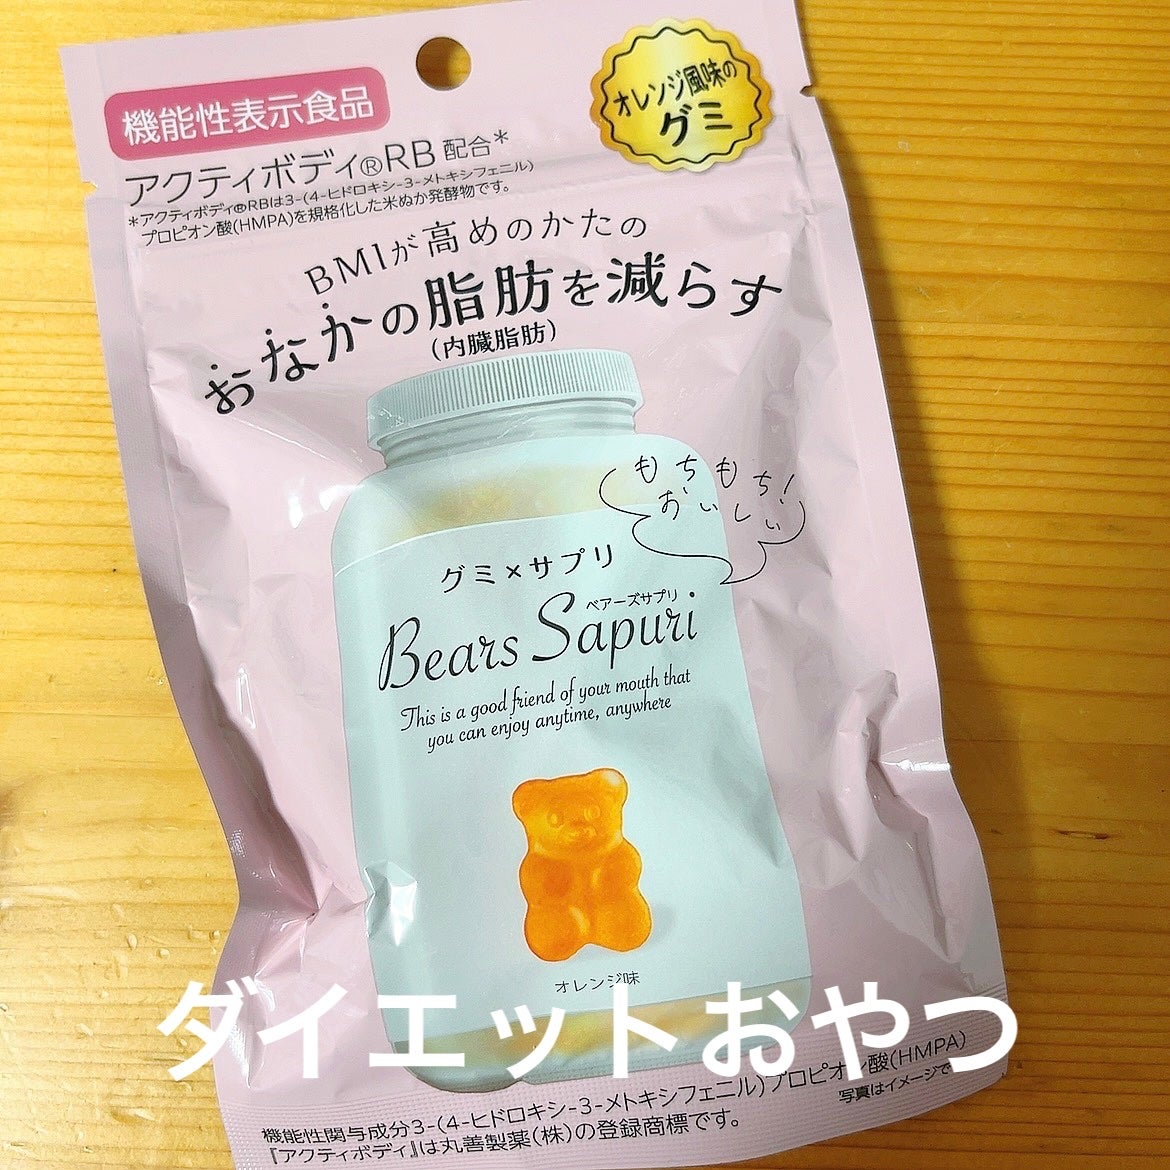 オレンジ風味の
グミ
機能性表示食品
アクティボディ®RB 配合*
*アクティボディ®RBは3-(4-ヒドロキシ-3-メトキシフェニル)
プロピオン酸(HMPA)を規格化した米ぬか発酵物です。
BMIが高めのかたの
おなかの脂肪を減らす
(内臓脂肪)
もちもち!
おいしい
グミ×サプリ
ベアーズサプリ
Bears Sapuri
This is a good friend of your mouth that
you can enjoy anytime, anywhere
オレンジ味
ダイエットおやつ
機能性関与成分3-(4-ヒドロキシ-3-メトキシフェニル)プロピオン酸(HMPA)
『アクティボディ』は丸善製薬(株)の登録商標です。
写真はイメージで